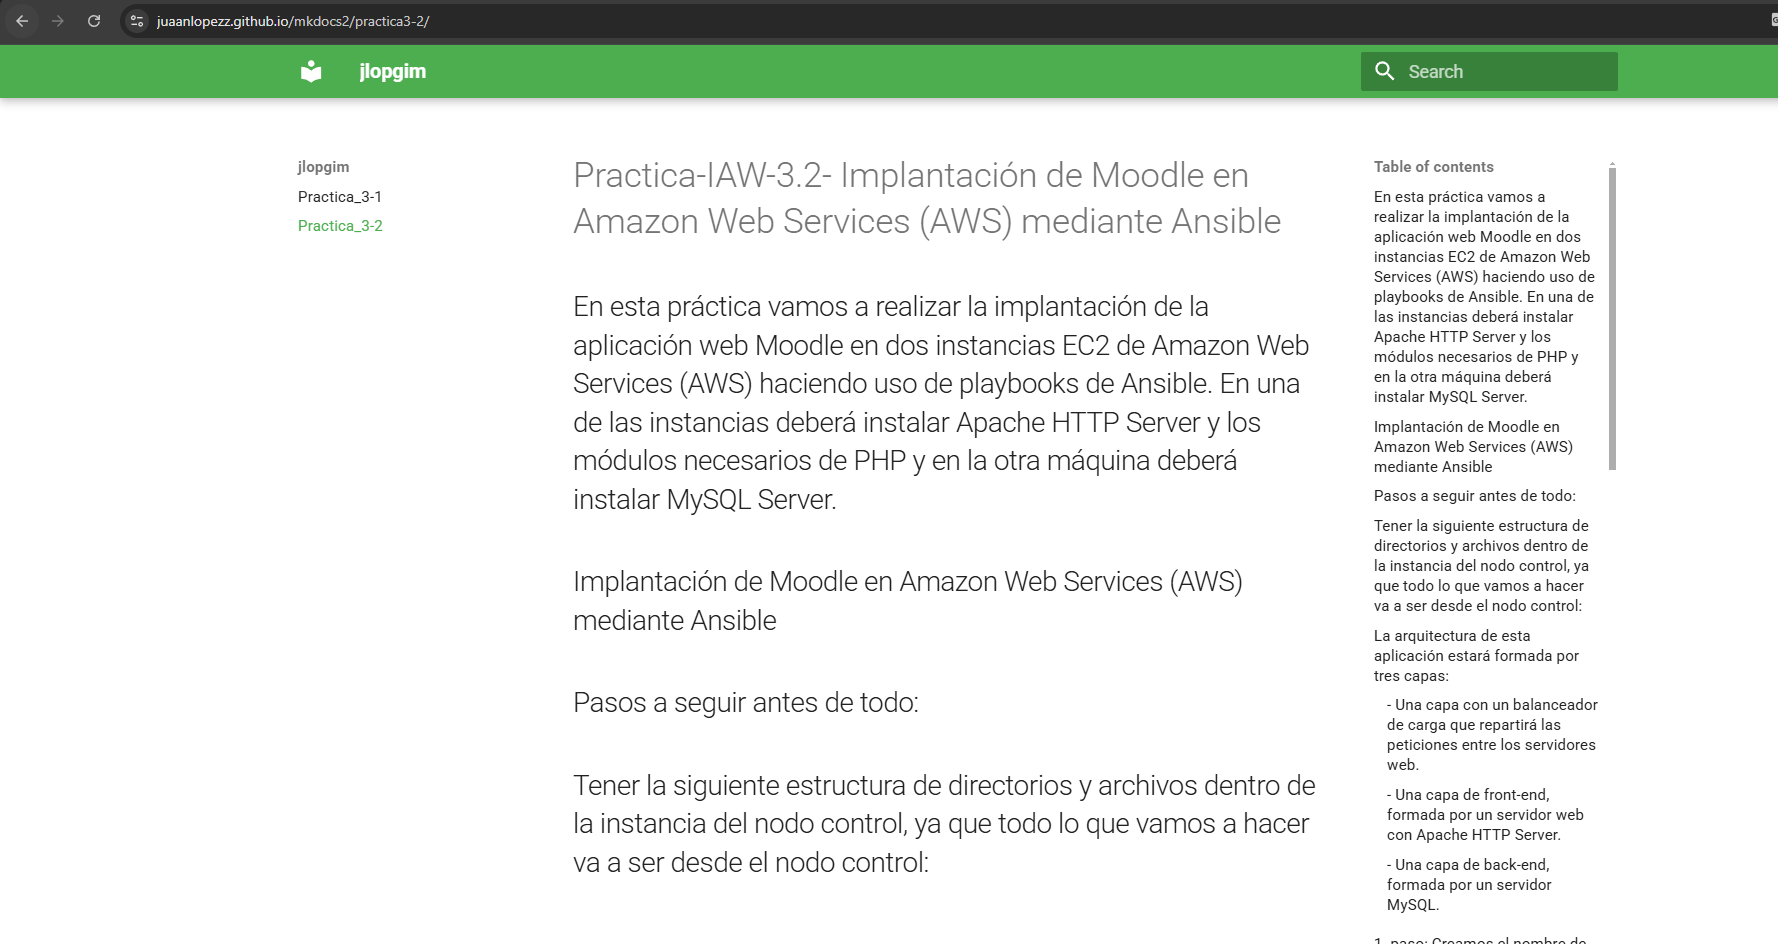 juaanlopezz.github.io/mkdocs2/practica3-2/
jlopgim
Search
jlopgim
Practica_3-1
Practica_3-2
Practica-IAW-3.2- Implantación de Moodle en
Amazon Web Services (AWS) mediante Ansible
En esta práctica vamos a realizar la implantación de la
aplicación web Moodle en dos instancias EC2 de Amazon Web
Services (AWS) haciendo uso de playbooks de Ansible. En una
de las instancias deberá instalar Apache HTTP Server y los
módulos necesarios de PHP y en la otra máquina deberá
instalar MySQL Server.
Implantación de Moodle en Amazon Web Services (AWS)
mediante Ansible
Pasos a seguir antes de todo:
Tener la siguiente estructura de directorios y archivos dentro de
la instancia del nodo control, ya que todo lo que vamos a hacer
va a ser desde el nodo control:
Table of contents
En esta práctica vamos a
realizar la implantación de la
aplicación web Moodle en dos
instancias EC2 de Amazon Web
Services (AWS) haciendo uso de
playbooks de Ansible. En una de
las instancias deberá instalar
Apache HTTP Server y los
módulos necesarios de PHP y
en la otra máquina deberá
instalar MySQL Server.
Implantación de Moodle en
Amazon Web Services (AWS)
mediante Ansible
Pasos a seguir antes de todo:
Tener la siguiente estructura de
directorios y archivos dentro de
la instancia del nodo control, ya
que todo lo que vamos a hacer
va a ser desde el nodo control:
La arquitectura de esta
aplicación estará formada por
tres capas:
- Una capa con un balanceador
de carga que repartirá las
peticiones entre los servidores
web.
- Una capa de front-end,
formada por un servidor web
con Apache HTTP Server.
- Una capa de back-end,
formada por un servidor
MySQL.
paso: Creamos el nombre de